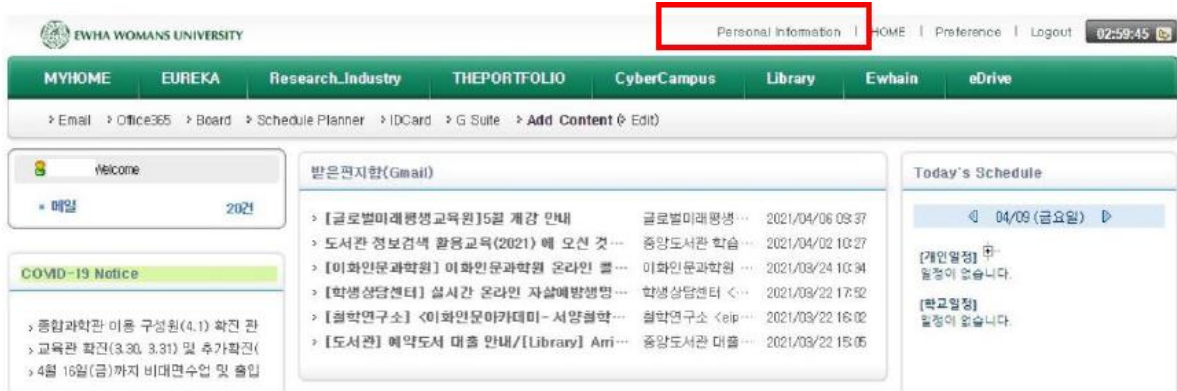 EWHA WOMANS UNIVERSITY
Personal Information | HOME | Preference | Logout 02:59:45
MYHOME EUREKA Research_Industry THEPORTFOLIO CyberCampus Library Ewhain eDrive
Email Office365 Board Schedule Planner IDCard G Suite Add Content ( Edit)
Welcome
메일 20건
COVID-19 Notice
종합과학관 이용 구성원(4.1) 확진 관
교육관 확진(3.30, 3.31) 및 추가확진(
4월 16일(금)까지 비대면수업 및 출입
받은편지함(Gmail)
[글로벌미래평생교육원]5월 개강 안내 글로벌미래평생… 2021/04/06 09:37
도서관 정보검색 활용교육(2021) 에 오신 것… 중앙도서관 학습… 2021/04/02 10:27
[이화인문과학원] 이화인문과학원 온라인 콜… 이화인문과학원 … 2021/03/24 10:34
[학생상담센터] 실시간 온라인 자살예방생명… 학생상담센터 <… 2021/03/22 17:52
[철학연구소] <이화인문아카데미-서양철학… 철학연구소 <eip… 2021/03/22 16:02
[도서관] 예약도서 대출 안내/[Library] Arri… 중앙도서관 대출… 2021/03/22 15:05
Today's Schedule
04/09 (금요일)
[개인일정]
일정이 없습니다.
[학교일정]
일정이 없습니다.